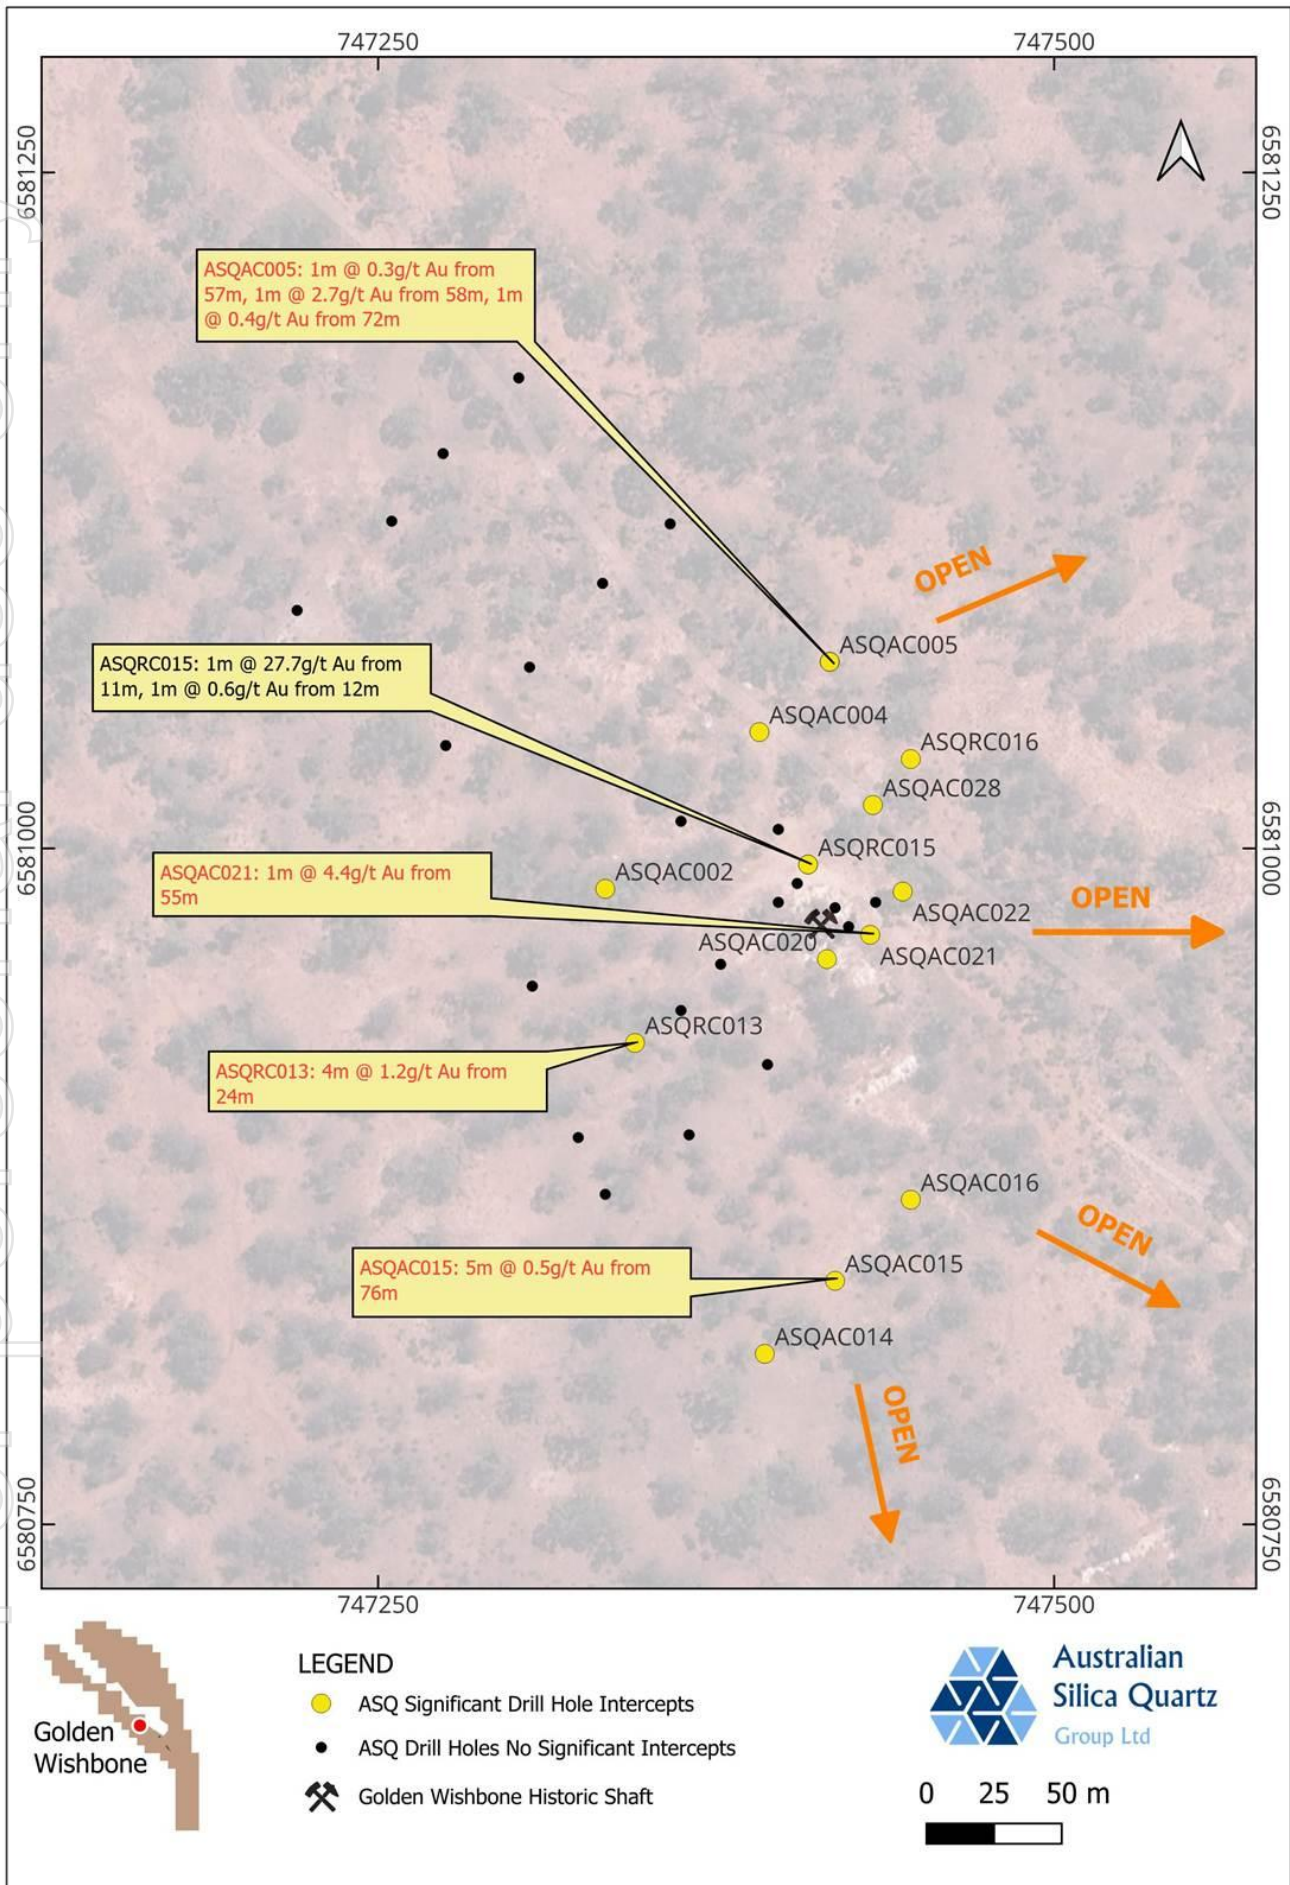 747250
747500
6581250
6581250
ASQAC005: 1m @ 0.3g/t Au from
57m, 1m @ 2.7g/t Au from 58m, 1m
@ 0.4g/t Au from 72m
OPEN
ASQAC005
ASQRC015: 1m @ 27.7g/t Au from
11m, 1m @ 0.6g/t Au from 12m
ASQAC004
ASQRC016
ASQAC028
6581000
6581000
ASQRC015
ASQAC021: 1m @ 4.4g/t Au from
55m
ASQAC002
OPEN
ASQAC022
ASQAC020
ASQAC021
ASQRC013
ASQRC013: 4m @ 1.2g/t Au from
24m
ASQAC016
OPEN
ASQAC015: 5m @ 0.5g/t Au from
76m
ASQAC015
ASQAC014
OPEN
6580750
6580750
747250
747500
Golden
Wishbone
LEGEND
ASQ Significant Drill Hole Intercepts
ASQ Drill Holes No Significant Intercepts
Golden Wishbone Historic Shaft
Australian
Silica Quartz
Group Ltd
0 25 50 m